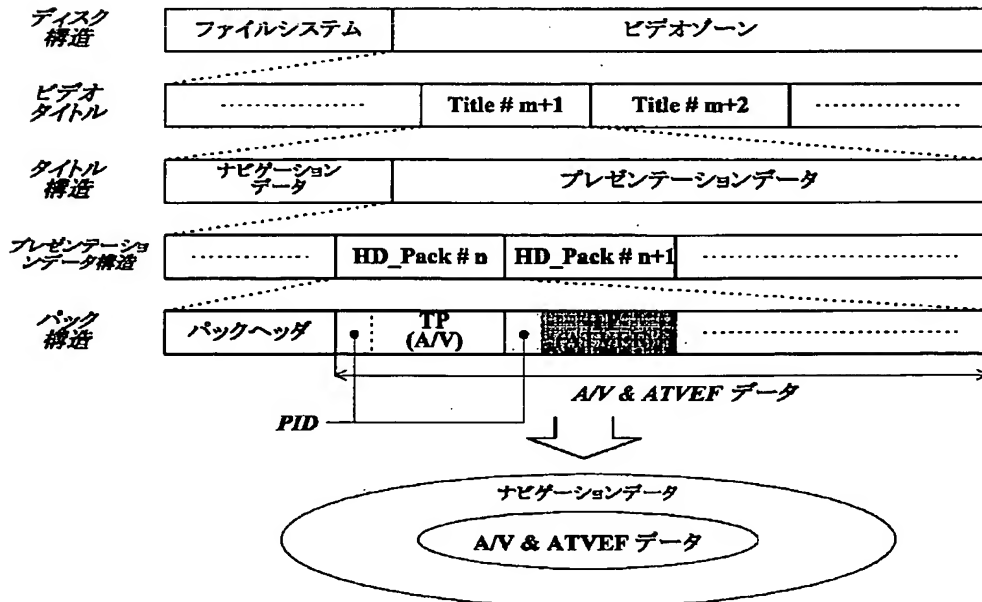 ディスク
構造
ファイルシステム
ビデオゾーン
ビデオ
タイトル
Title # m+1
Title # m+2
タイトル
構造
ナビゲーション
データ
プレゼンテーションデータ
プレゼンテーショ
ンデータ構造
HD_Pack # n
HD_Pack # n+1
パック
構造
パックヘッダ
TP
(A/V)
A/V & ATVEF データ
PID
ナビゲーションデータ
A/V & ATVEF データ